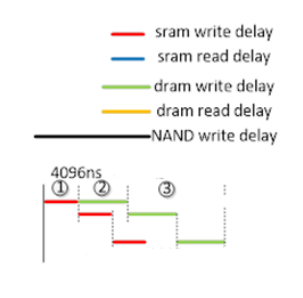 sram write delay
sram read delay
dram write delay
dram read delay
NAND write delay
4096ns
① ② ③